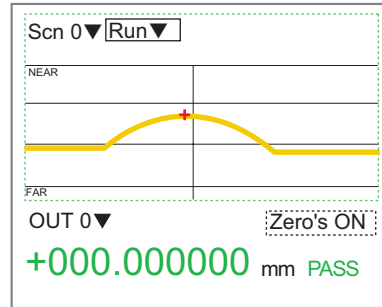 Scn 0▼ Run▼
NEAR
FAR
OUT 0▼ Zero's ON
+000.000000 mm PASS